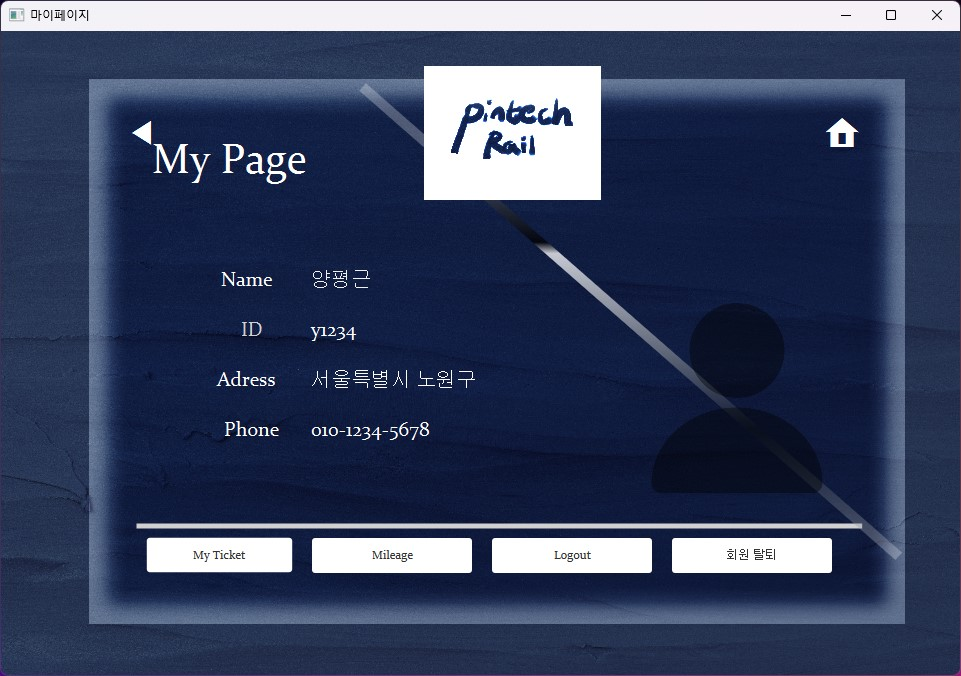 마이페이지
pintech
Rail
My Page
Name 양평근
ID y1234
Adress 서울특별시 노원구
Phone 010-1234-5678
My Ticket Mileage Logout 회원 탈퇴